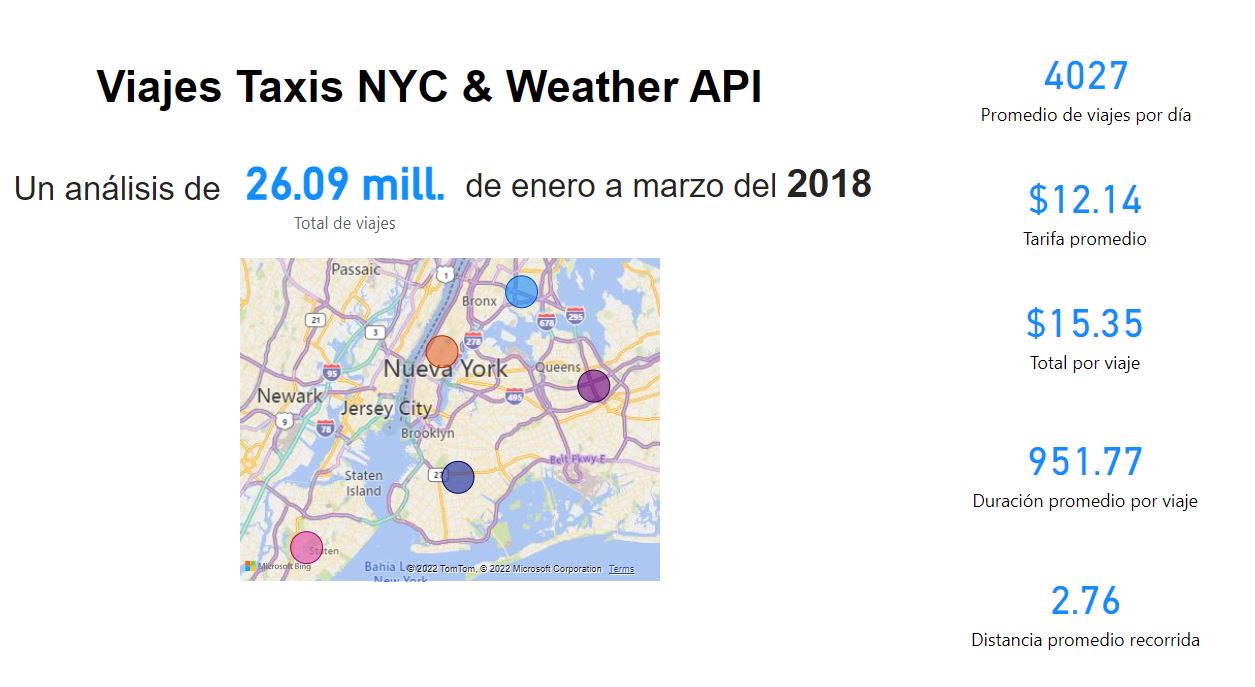 Viajes Taxis NYC & Weather API
Un análisis de 26.09 mill. de enero a marzo del 2018
Total de viajes
Passaic
1
Bronx
21
3
678
295
278
Nueva York
Queens
95
Newark
495
Jersey City
9
78
Brooklyn
Belt Pkwy E
27
Staten
Island
Staten
Microsoft Bing
Bahía
© 2022 TomTom, © 2022 Microsoft Corporation Terms
New York
4027
Promedio de viajes por día
$12.14
Tarifa promedio
$15.35
Total por viaje
951.77
Duración promedio por viaje
2.76
Distancia promedio recorrida